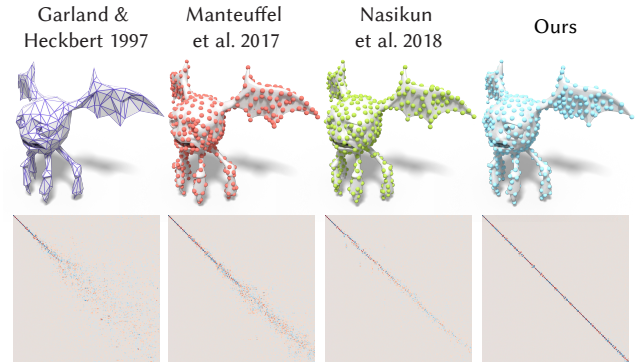 Garland &
Heckbert 1997
Manteuffel
et al. 2017
Nasikun
et al. 2018
Ours